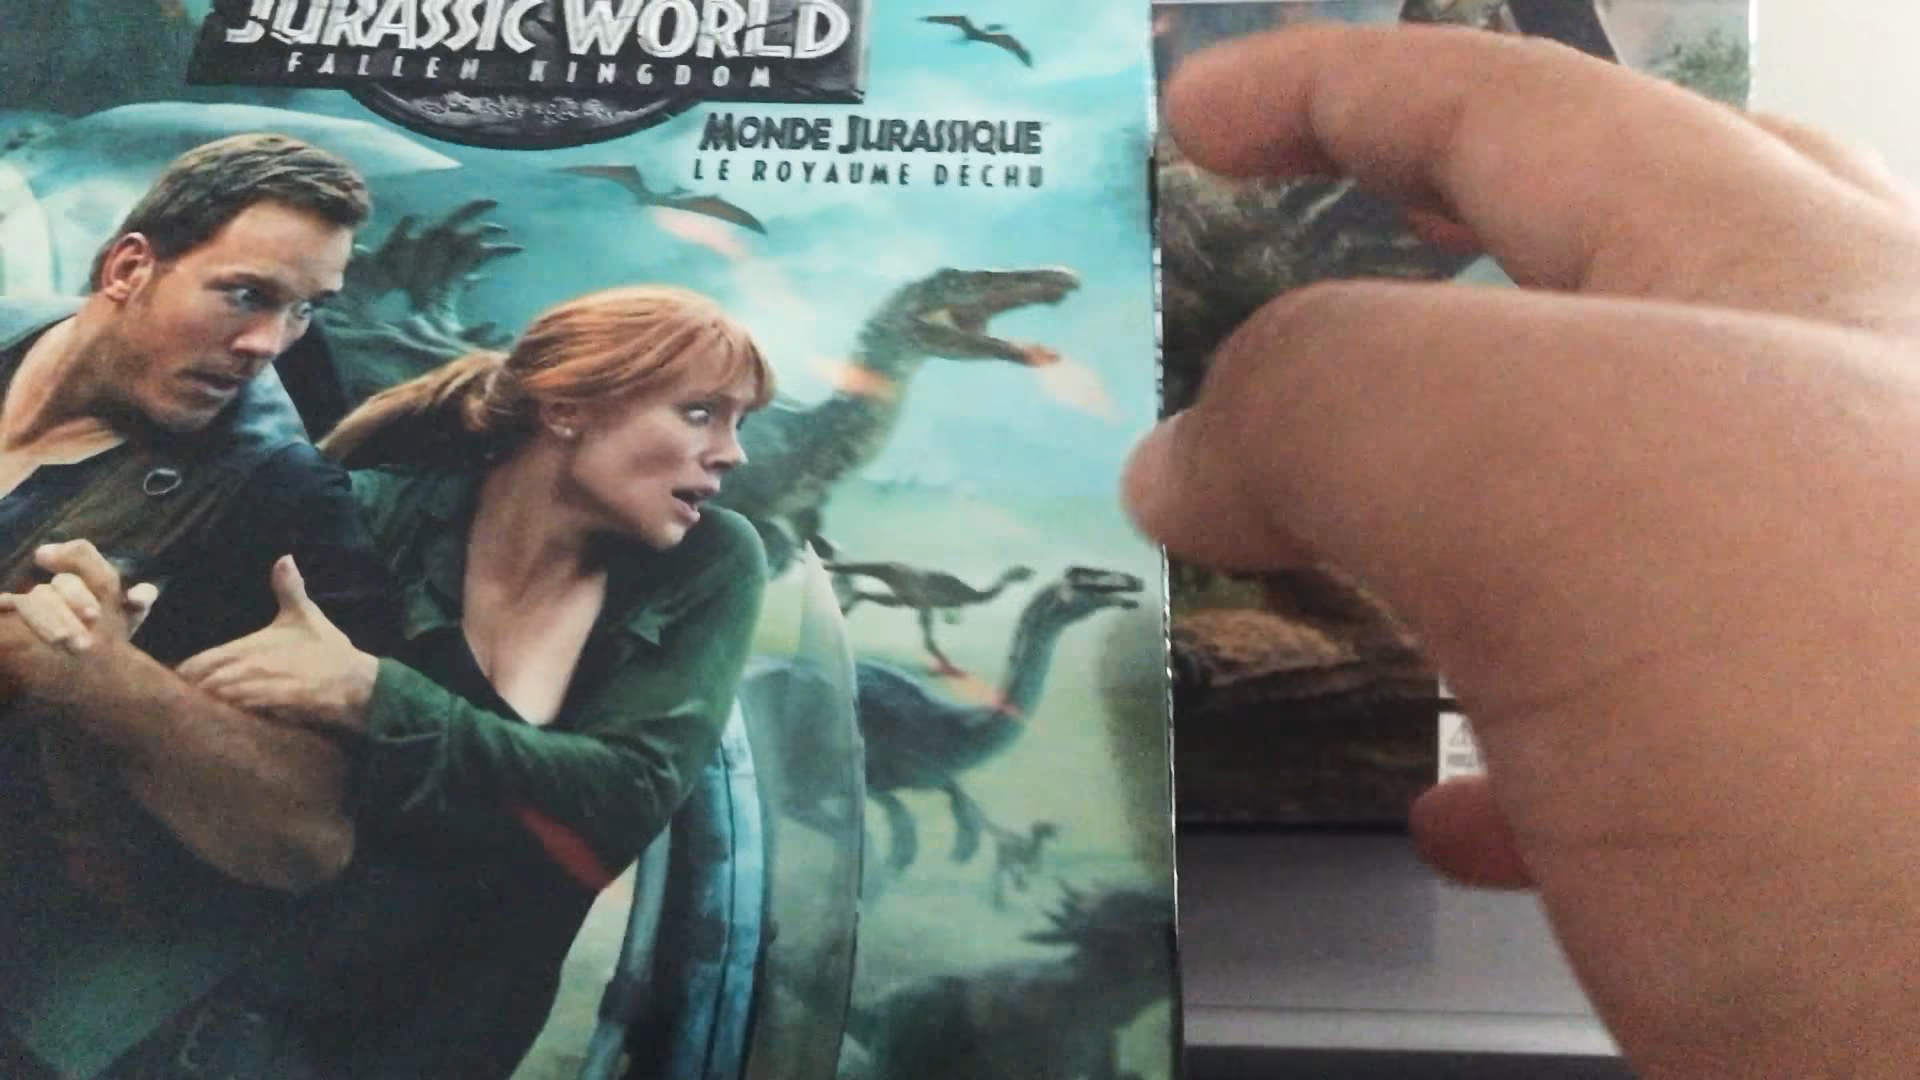 JURASSIC WORLD
FALLEN KINGDOM
MONDE JURASSIQUE
LE ROYAUME DÉCHU